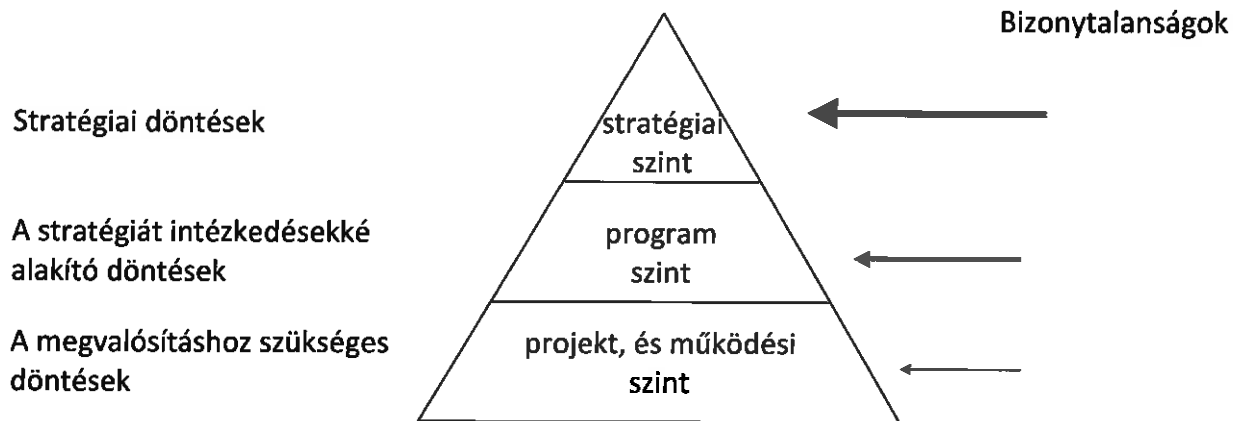 Bizonytalanságok
Stratégiai döntések
stratégiai
szint
A stratégiát intézkedésekké
alakító döntések
program
szint
A megvalósításhoz szükséges
döntések
projekt, és működési
szint